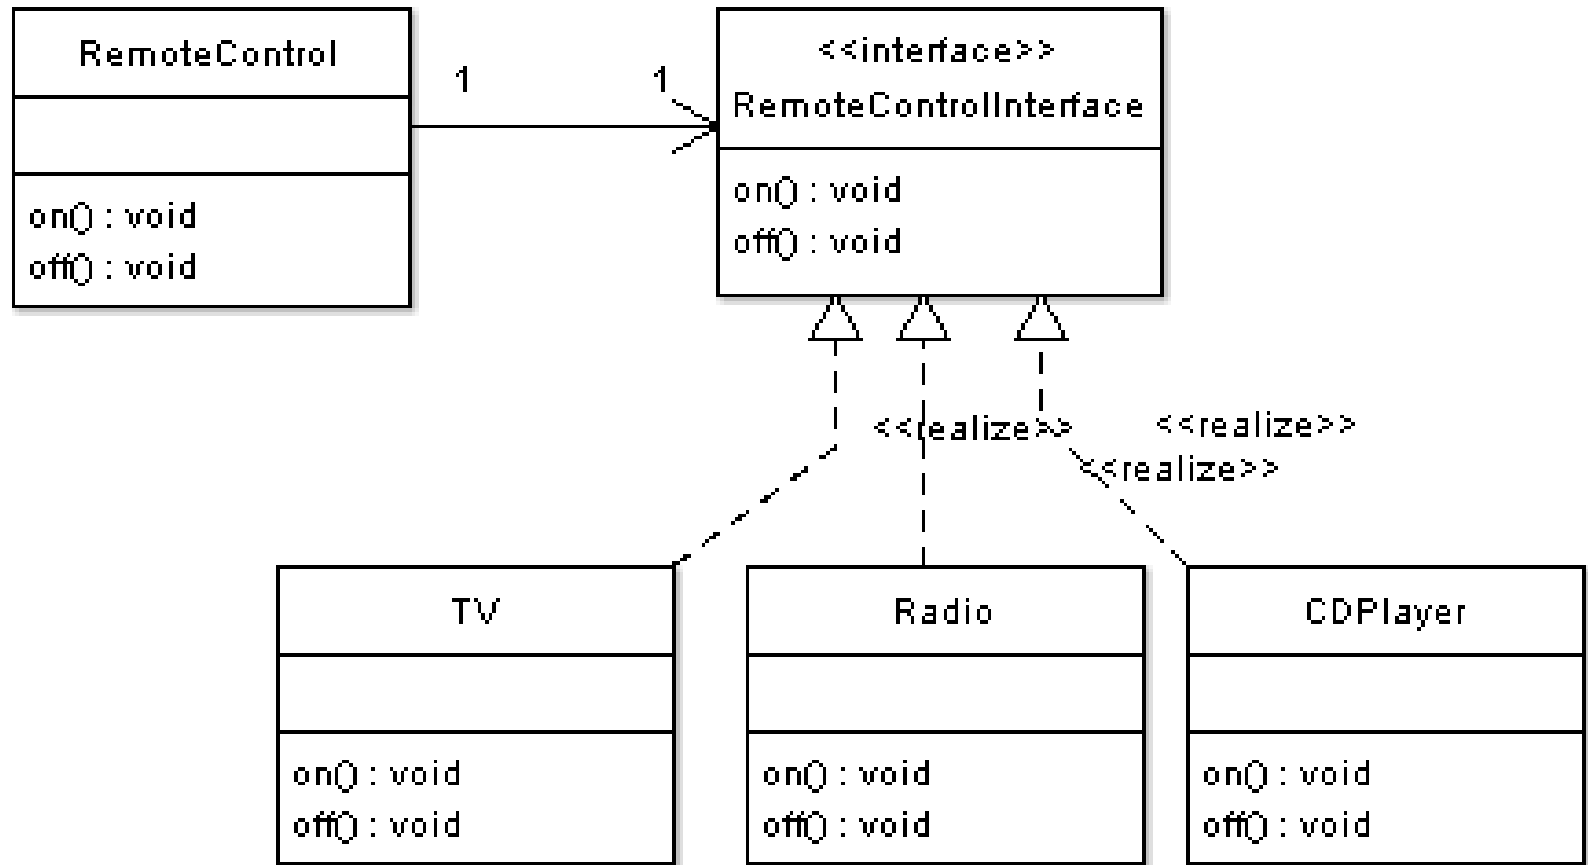 RemoteControl
on() : void
off() : void
1
1
<<interface>>
RemoteControlInterface
on() : void
off() : void
<<realize>>
<<realize>>
<<realize>>
TV
on() : void
off() : void
Radio
on() : void
off() : void
CDPlayer
on() : void
off() : void